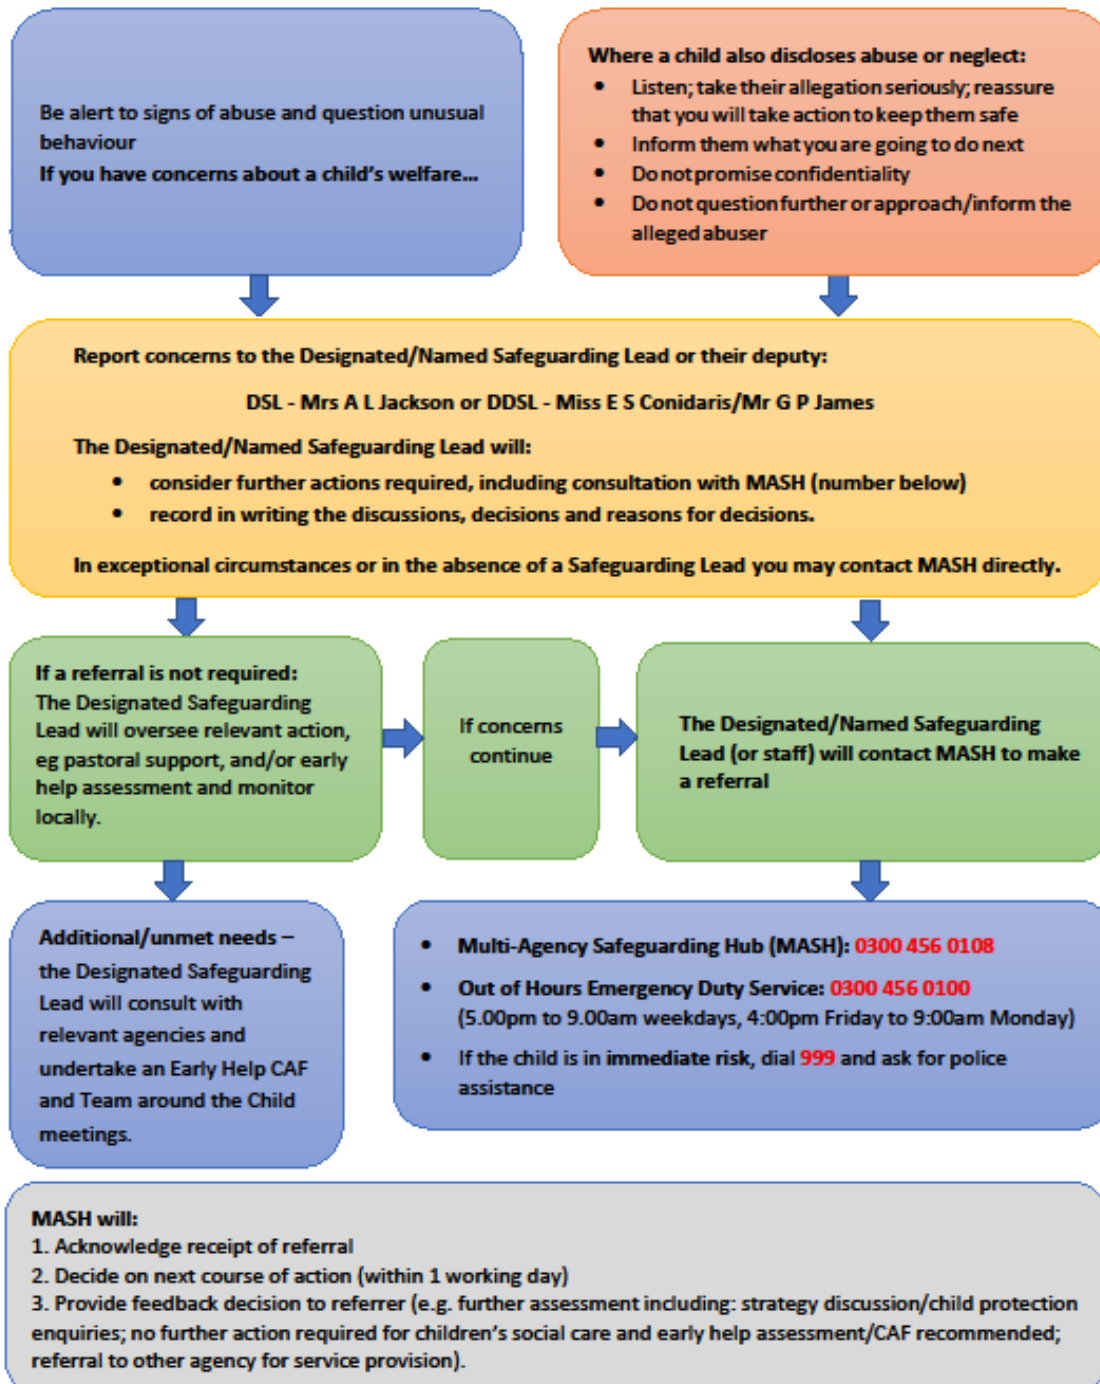 Be alert to signs of abuse and question unusual
behaviour
If you have concerns about a child's welfare...
Where a child also discloses abuse or neglect:
• Listen; take their allegation seriously; reassure
that you will take action to keep them safe
• Inform them what you are going to do next
• Do not promise confidentiality
• Do not question further or approach/inform the
alleged abuser
Report concerns to the Designated/Named Safeguarding Lead or their deputy:
DSL - Mrs A L Jackson or DDSL - Miss E S Conidaris/Mr G P James
The Designated/Named Safeguarding Lead will:
• consider further actions required, including consultation with MASH (number below)
• record in writing the discussions, decisions and reasons for decisions.
In exceptional circumstances or in the absence of a Safeguarding Lead you may contact MASH directly.
If a referral is not required:
The Designated Safeguarding
Lead will oversee relevant action,
eg pastoral support, and/or early
help assessment and monitor
locally.
If concerns
continue
The Designated/Named Safeguarding
Lead (or staff) will contact MASH to make
a referral
Additional/unmet needs –
the Designated Safeguarding
Lead will consult with
relevant agencies and
undertake an Early Help CAF
and Team around the Child
meetings.
• Multi-Agency Safeguarding Hub (MASH): 0300 456 0108
• Out of Hours Emergency Duty Service: 0300 456 0100
(5.00pm to 9.00am weekdays, 4:00pm Friday to 9:00am Monday)
• If the child is in immediate risk, dial 999 and ask for police
assistance
MASH will:
1. Acknowledge receipt of referral
2. Decide on next course of action (within 1 working day)
3. Provide feedback decision to referrer (e.g. further assessment including: strategy discussion/child protection
enquiries; no further action required for children's social care and early help assessment/CAF recommended;
referral to other agency for service provision).